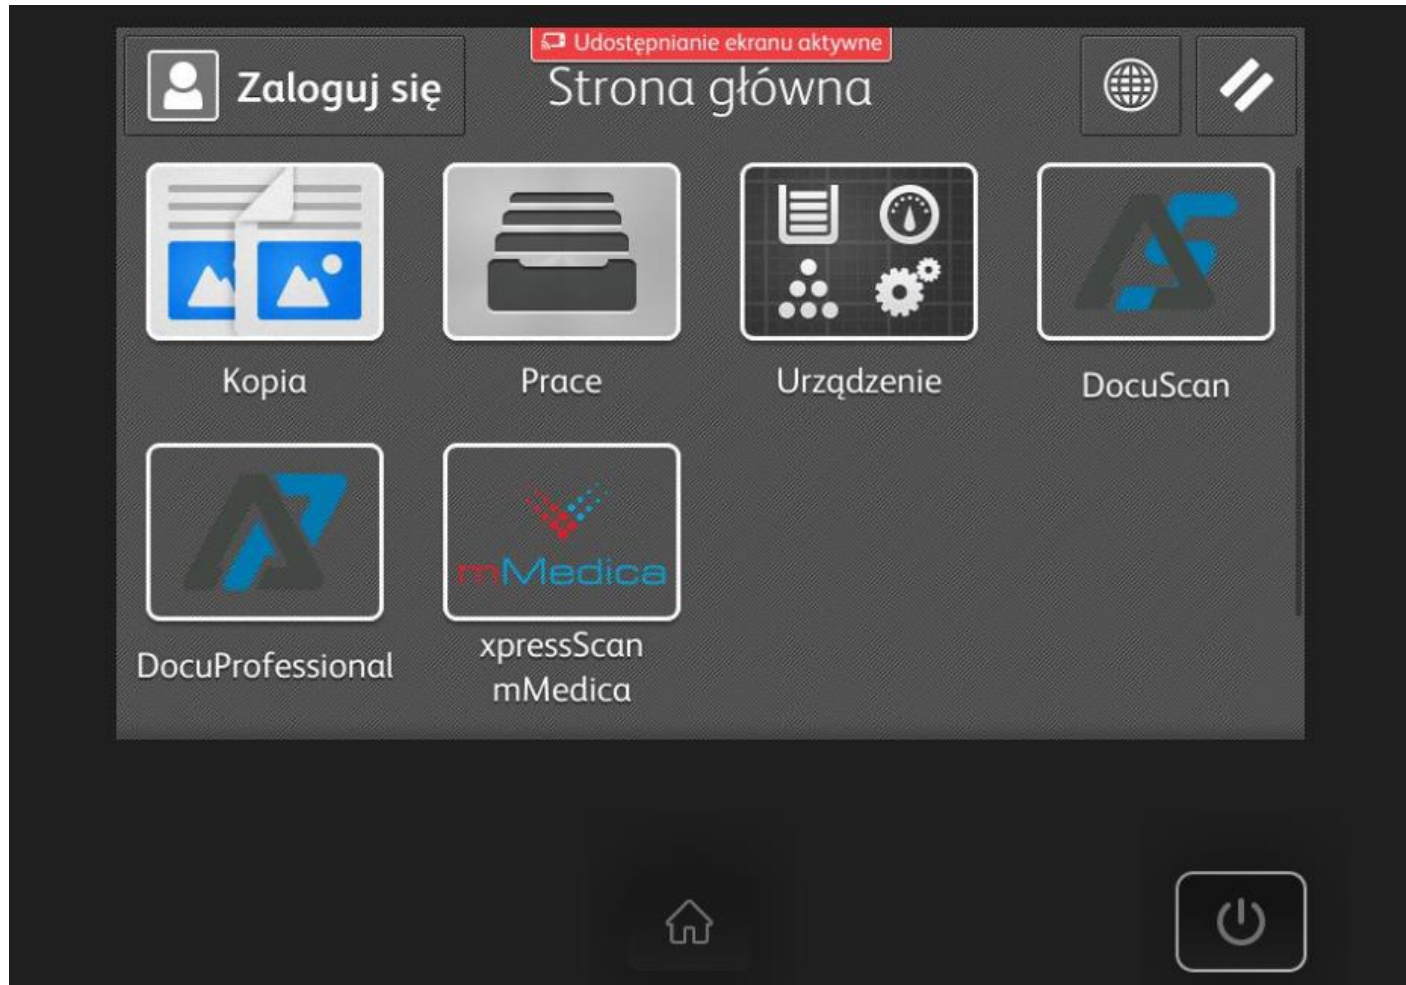 Udostępnianie ekranu aktywne
Zaloguj się
Strona główna
Kopia
Prace
Urządzenie
DocuScan
mMedica
DocuProfessional
xpressScan
mMedica